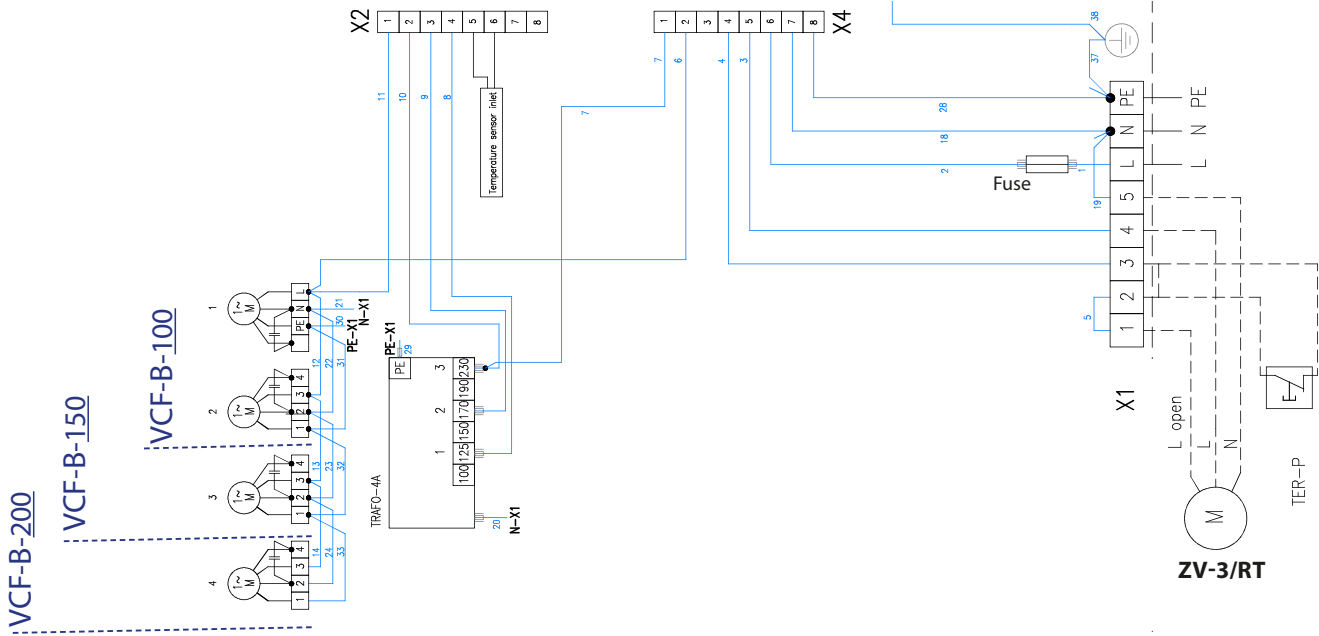 VCF-B-200
VCF-B-150
VCF-B-100
X2
1 2 3 4 5 6 7 8
11
10
9
8
Temperature sensor inlet
X4
1 2 3 4 5 6 7 8
7
6
4
3
7
2
18
28
Fuse
1
19
37
38
5
X1
1 2 3 4 5 L N PE
L N PE
1
1~
M
PE N L
21
N-X1
30
PE-X1
12
22
31
2
1~
M
1 2 3 4
13
23
32
3
1~
M
1 2 3 4
14
24
33
4
1~
M
1 2 3 4
TRAFO-4A
PE
PE-X1
29
1 2 3
100 125 150 170 190 230
20
N-X1
L open
L
N
M
ZV-3/RT
TER-P